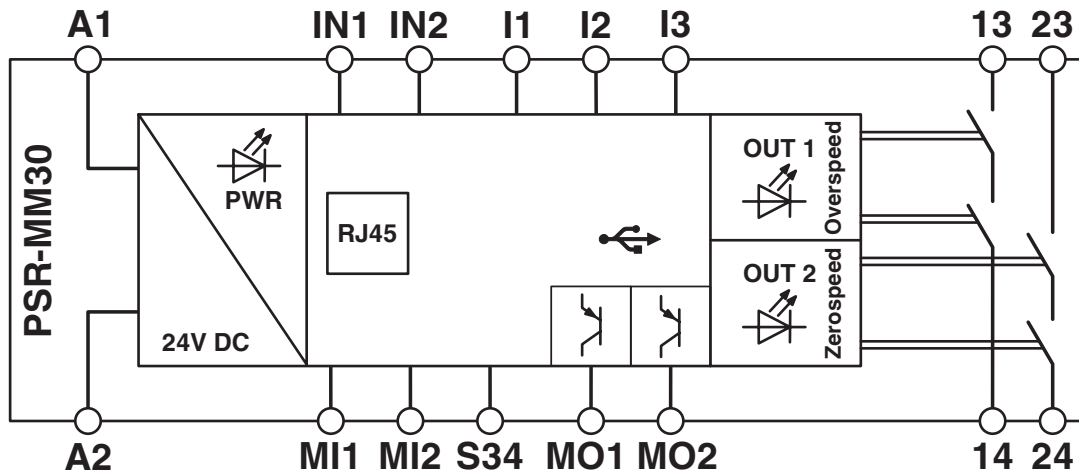 A1 IN1 IN2 I1 I2 I3 13 23
PSR-MM30
PWR
24V DC
RJ45
OUT 1
Overspeed
OUT 2
Zerospeed
A2 MI1 MI2 S34 MO1 MO2 14 24